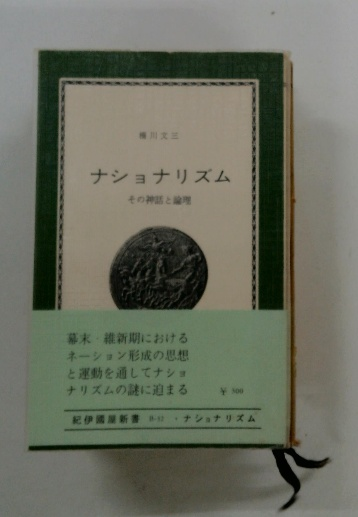 橋川文三
ナショナリズム
その神話と論理
幕末・維新期における
ネーション形成の思想
と運動を通してナショ
ナリズムの謎に迫る
¥ 300
紀伊國屋新書 B-32 ・ナショナリズム